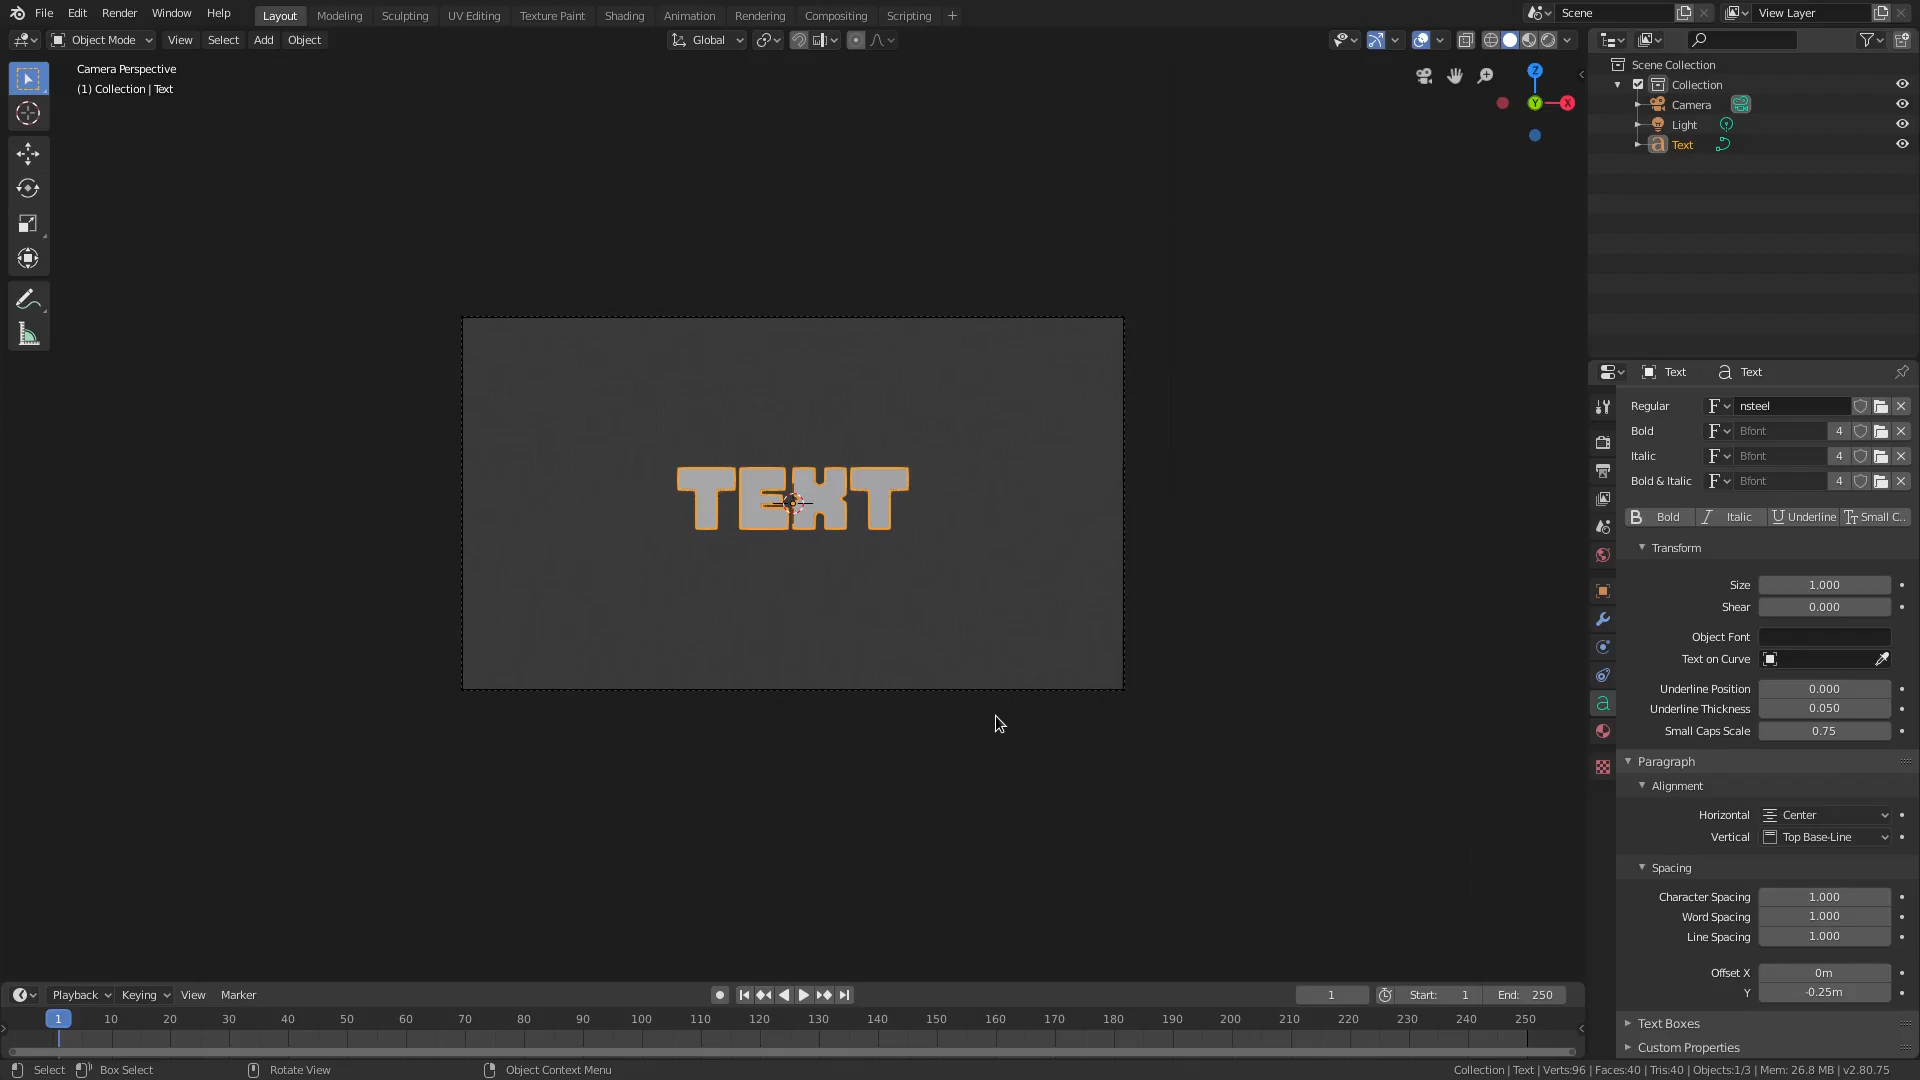 File Edit Render Window Help Layout Modeling Sculpting UV Editing Texture Paint Shading Animation Rendering Compositing Scripting + Scene View Layer
Object Mode View Select Add Object Global
Camera Perspective
(1) Collection | Text
Z
Y X
TEXT
Scene Collection
Collection
Camera
Light
Text
Text Text
Regular F nsteel
Bold F Bfont 4
Italic F Bfont 4
Bold & Italic F Bfont 4
B Bold I Italic U Underline Tт Small C..
Transform
Size 1.000
Shear 0.000
Object Font
Text on Curve
Underline Position 0.000
Underline Thickness 0.050
Small Caps Scale 0.75
Paragraph
Alignment
Horizontal Center
Vertical Top Base-Line
Spacing
Character Spacing 1.000
Word Spacing 1.000
Line Spacing 1.000
Offset X 0m
Y -0.25m
Text Boxes
Custom Properties
Playback Keying View Marker 1 Start: 1 End: 250
1 10 20 30 40 50 60 70 80 90 100 110 120 130 140 150 160 170 180 190 200 210 220 230 240 250
Select Box Select Rotate View Object Context Menu Collection | Text | Verts:96 | Faces:40 | Tris:40 | Objects:1/3 | Mem: 26.8 MB | v2.80.75